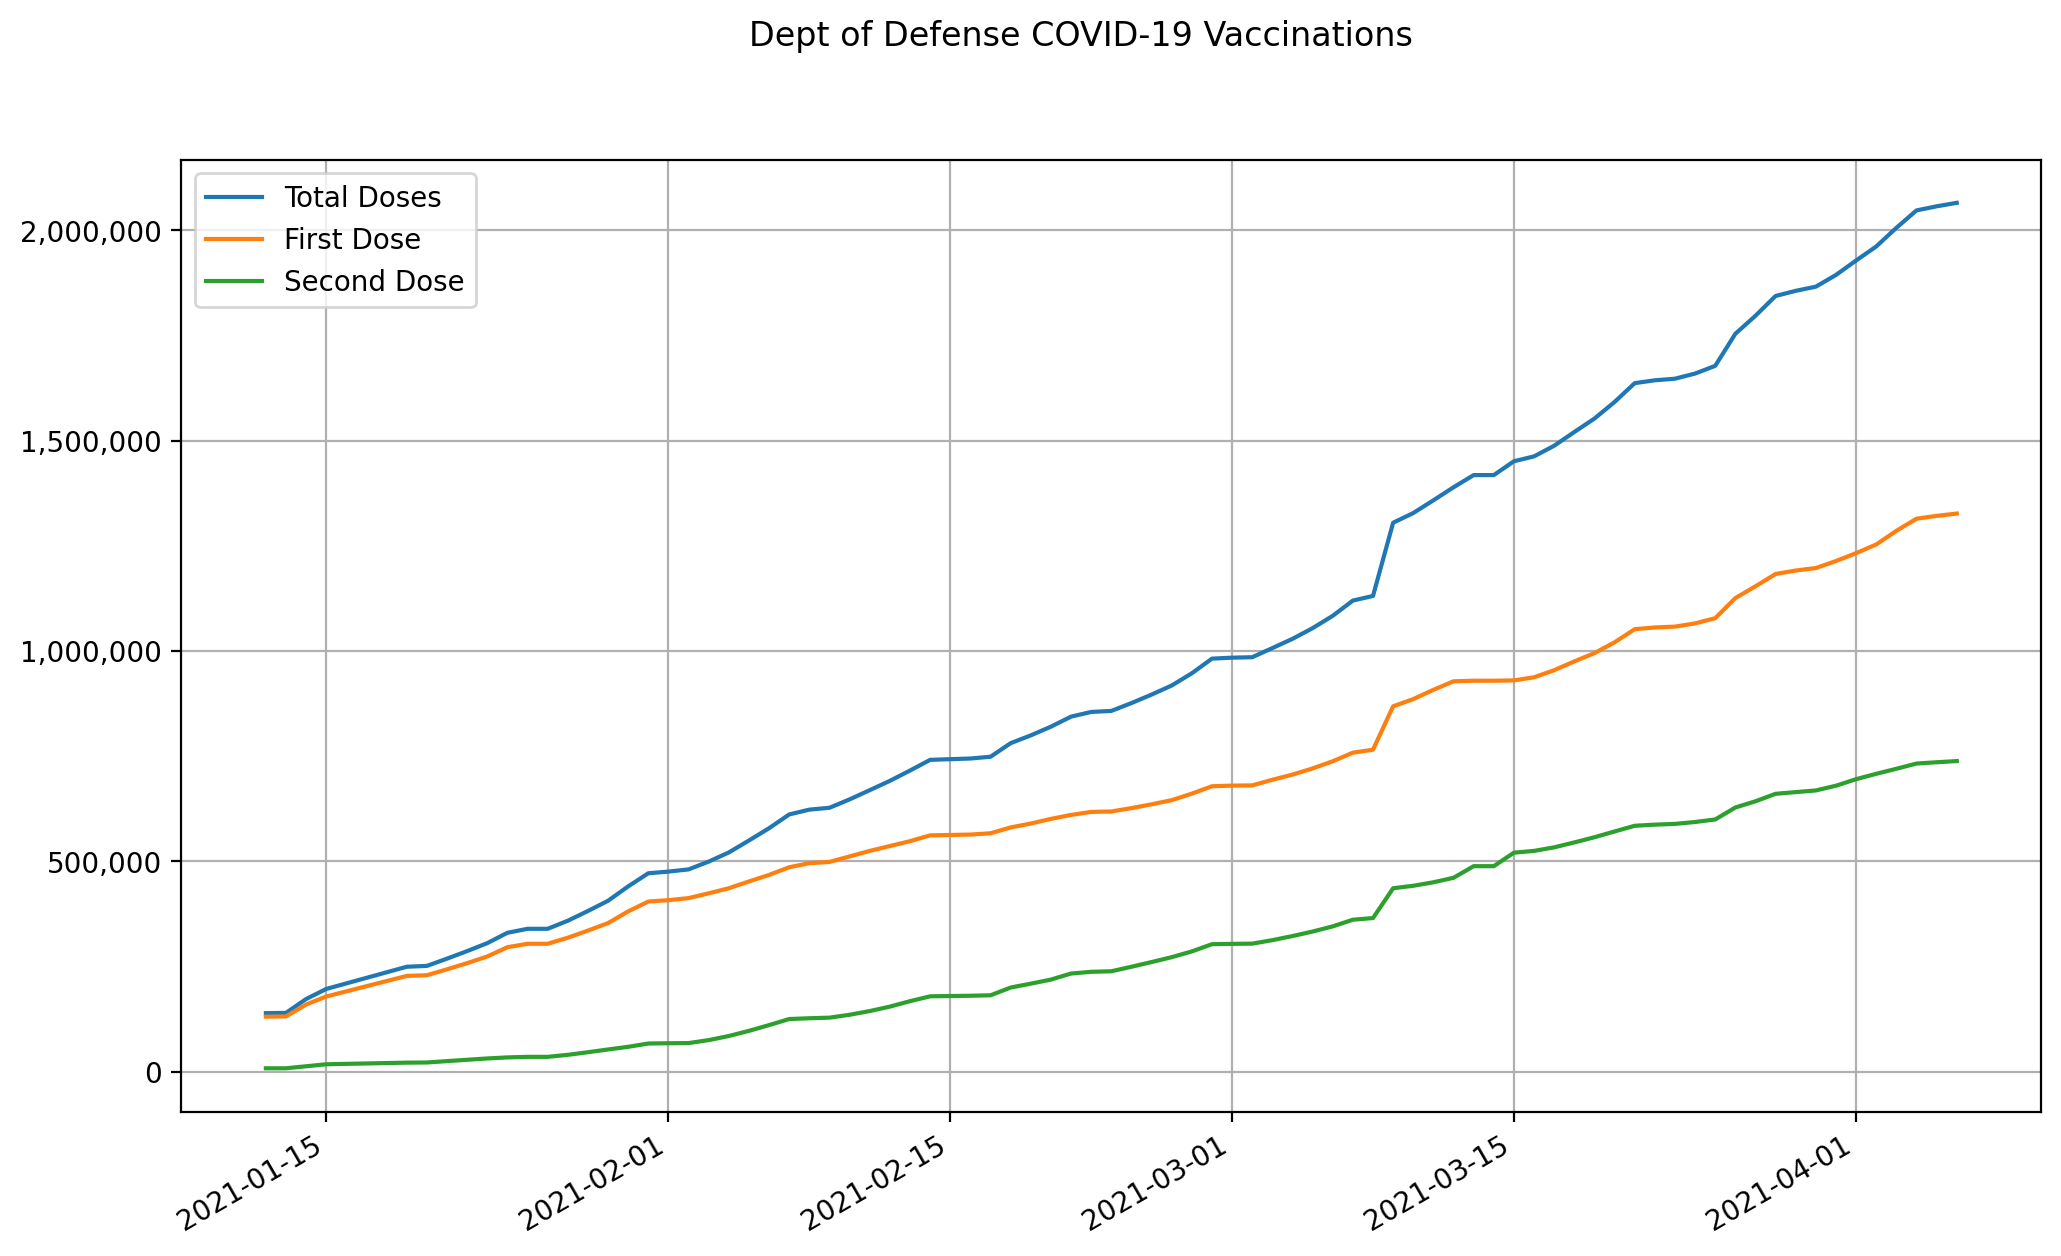 Dept of Defense COVID-19 Vaccinations
Total Doses
First Dose
Second Dose
2,000,000
1,500,000
1,000,000
500,000
0
2021-01-15
2021-02-01
2021-02-15
2021-03-01
2021-03-15
2021-04-01